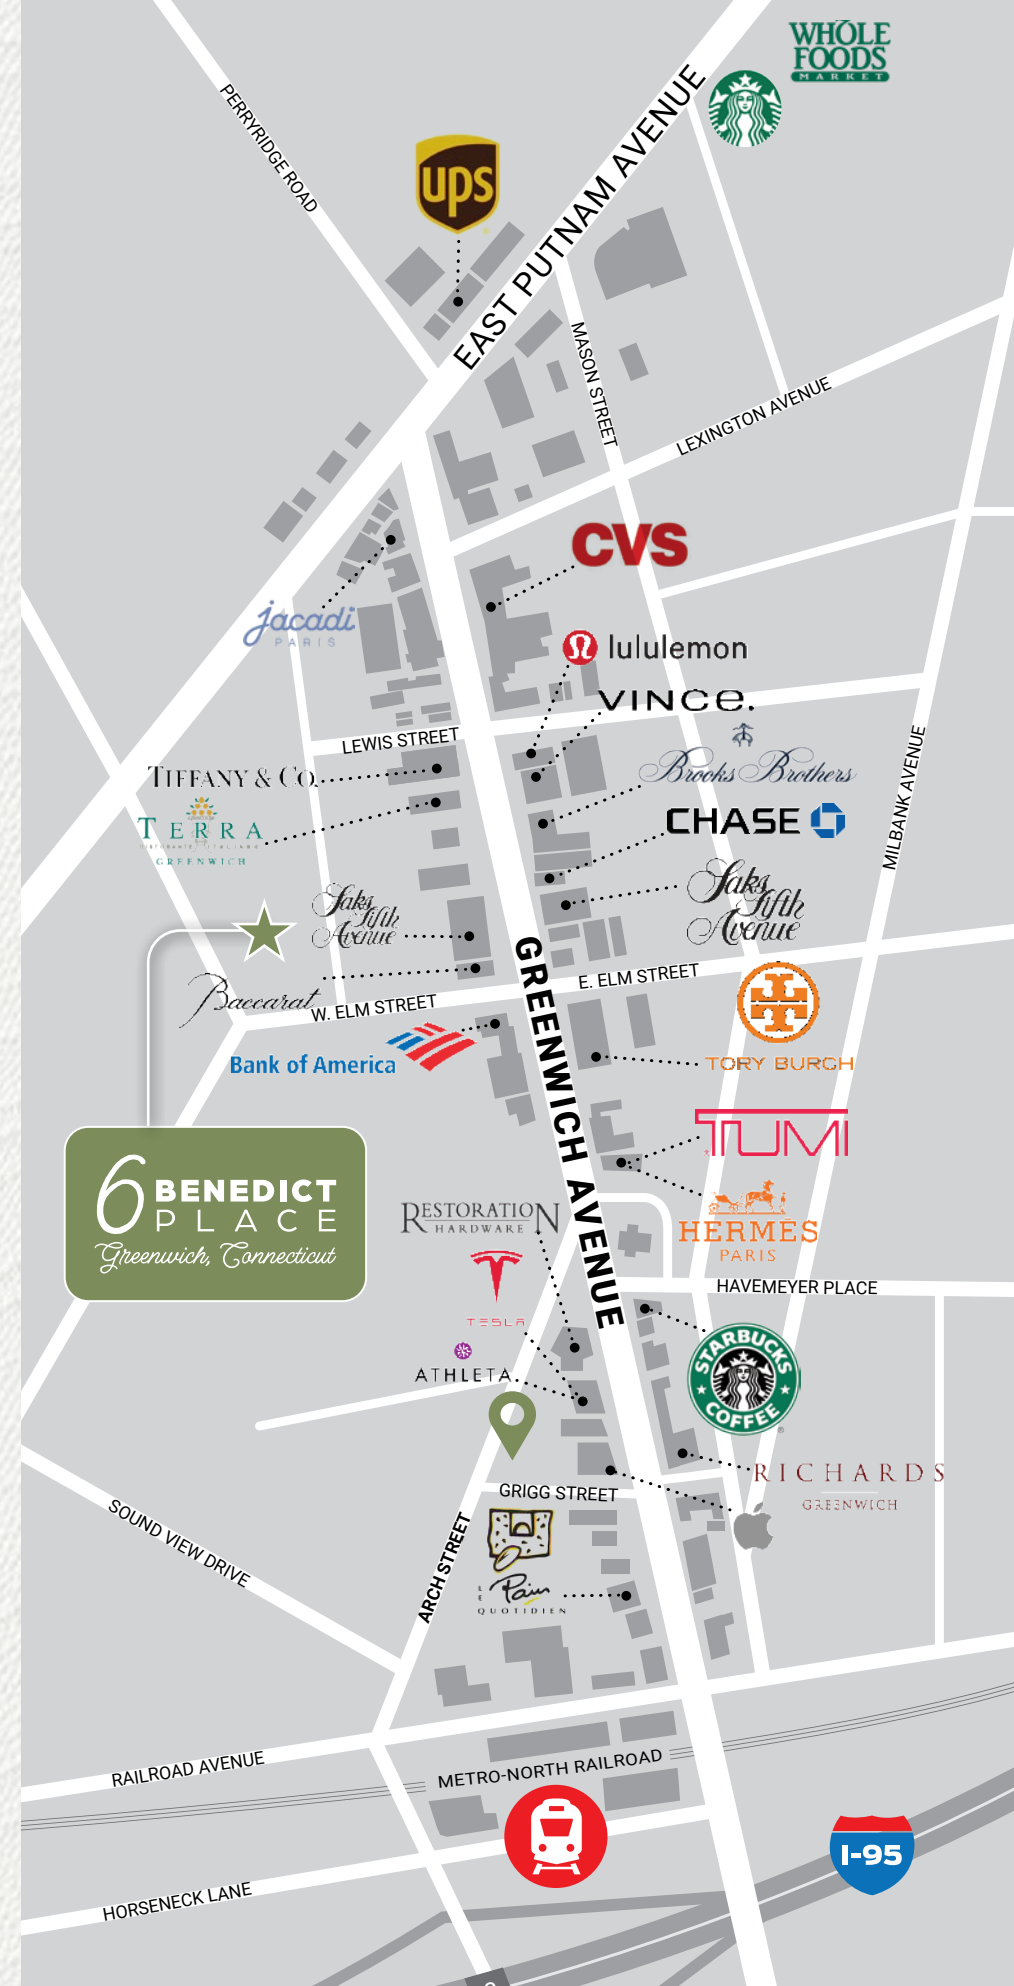 WHOLE
FOODS
MARKET
PERRYRIDGE ROAD
ups
EAST PUTNAM AVENUE
MASON STREET
LEXINGTON AVENUE
CVS
jacadi
PARIS
lululemon
VINCE.
LEWIS STREET
Brooks Brothers
MILBANK AVENUE
TIFFANY & CO.
TERRA
RISTORANTE ITALIANO
GREENWICH
CHASE
Saks
Fifth
Avenue
Saks
Fifth
Avenue
GREENWICH AVENUE
E. ELM STREET
Baccarat
W. ELM STREET
Bank of America
TORY BURCH
TUMI
6 BENEDICT
PLACE
Greenwich, Connecticut
RESTORATION
HARDWARE
HERMÈS
PARIS
HAVEMEYER PLACE
TESLA
STARBUCKS
COFFEE
ATHLETA
RICHARDS
GREENWICH
GRIGG STREET
SOUND VIEW DRIVE
ARCH STREET
LE
Pain
QUOTIDIEN
RAILROAD AVENUE
METRO-NORTH RAILROAD
I-95
HORSENECK LANE